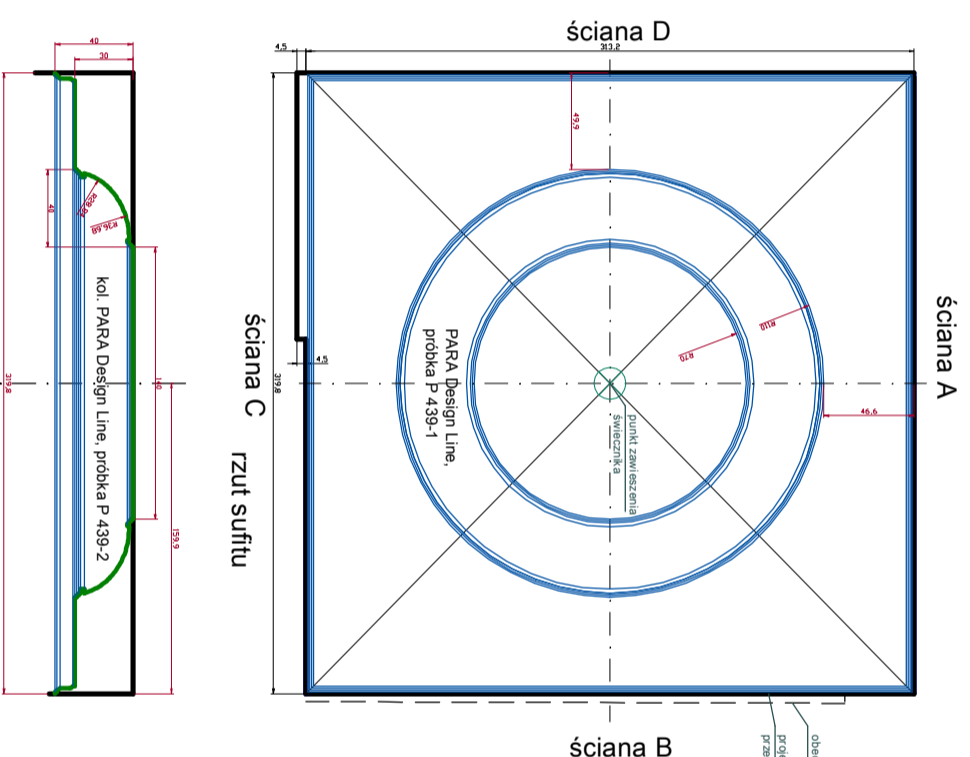 ściana D
313,2
4,5
40
30
49,9
ściana A
40
R36,68
R110
R70
kol. PARA Design Line, próbka P 439-2
140
319,8
159,9
ściana C
rzut sufitu
4,5
319,8
PARA Design Line,
próbka P 439-1
punkt zawieszenia
świecznika
46,6
ściana B